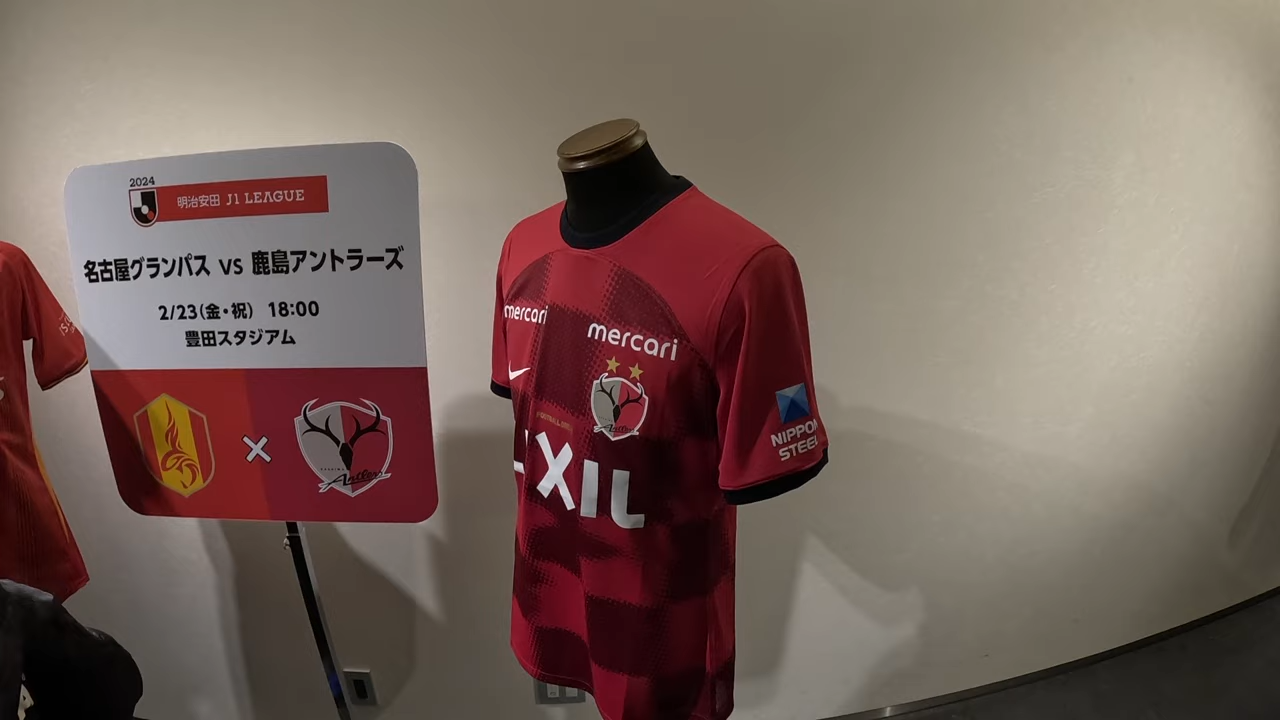 2024
明治安田 J1 LEAGUE
名古屋グランパス vs 鹿島アントラーズ
2/23(金・祝) 18:00
豊田スタジアム
×
Antlers
mercari
mercari
XIL
NIPPON
STEEL